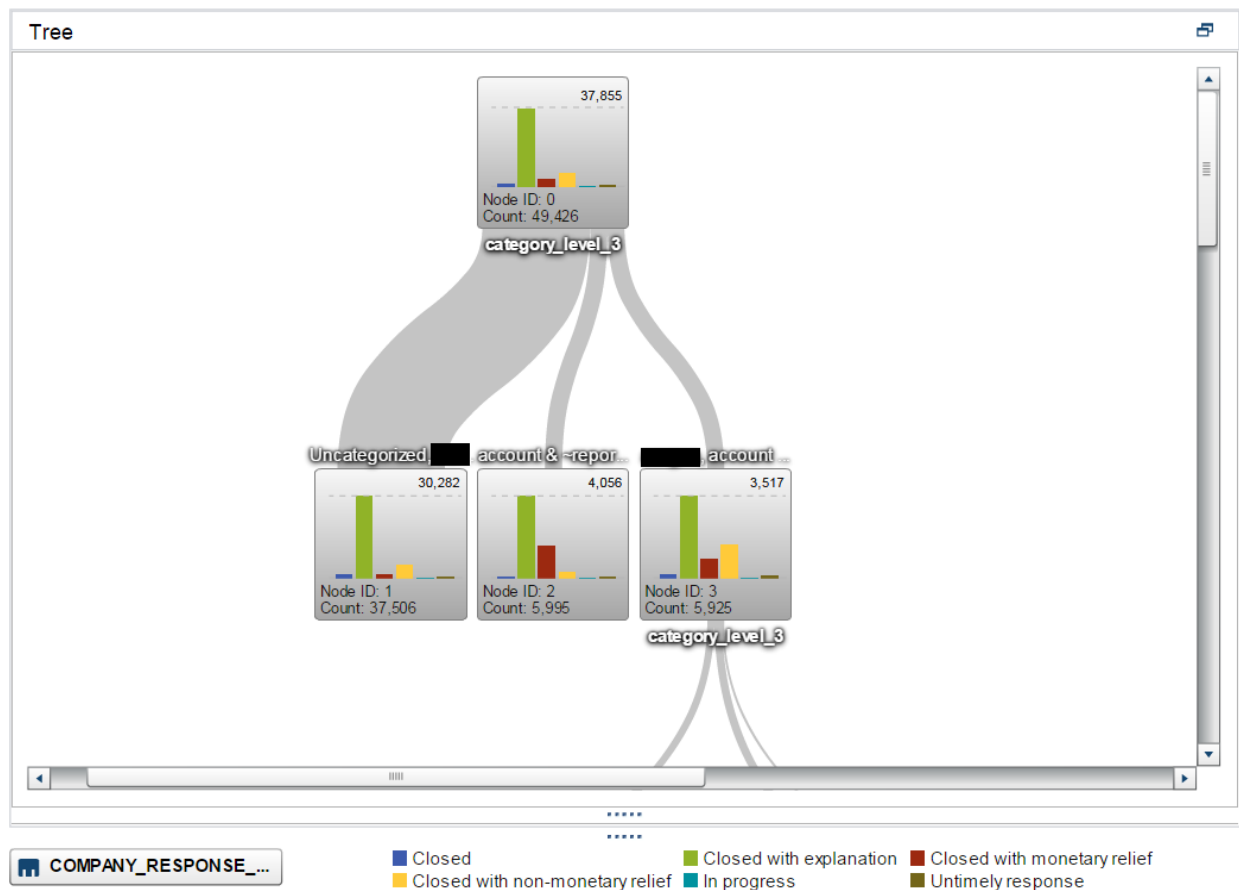 Tree
37,855
Node ID: 0
Count: 49,426
category_level_3
Uncategorized, , account & ~repor... , account ...
30,282 4,056 3,517
Node ID: 1 Node ID: 2 Node ID: 3
Count: 37,506 Count: 5,995 Count: 5,925
category_level_3
COMPANY_RESPONSE_...
Closed Closed with explanation Closed with monetary relief
Closed with non-monetary relief In progress Untimely response